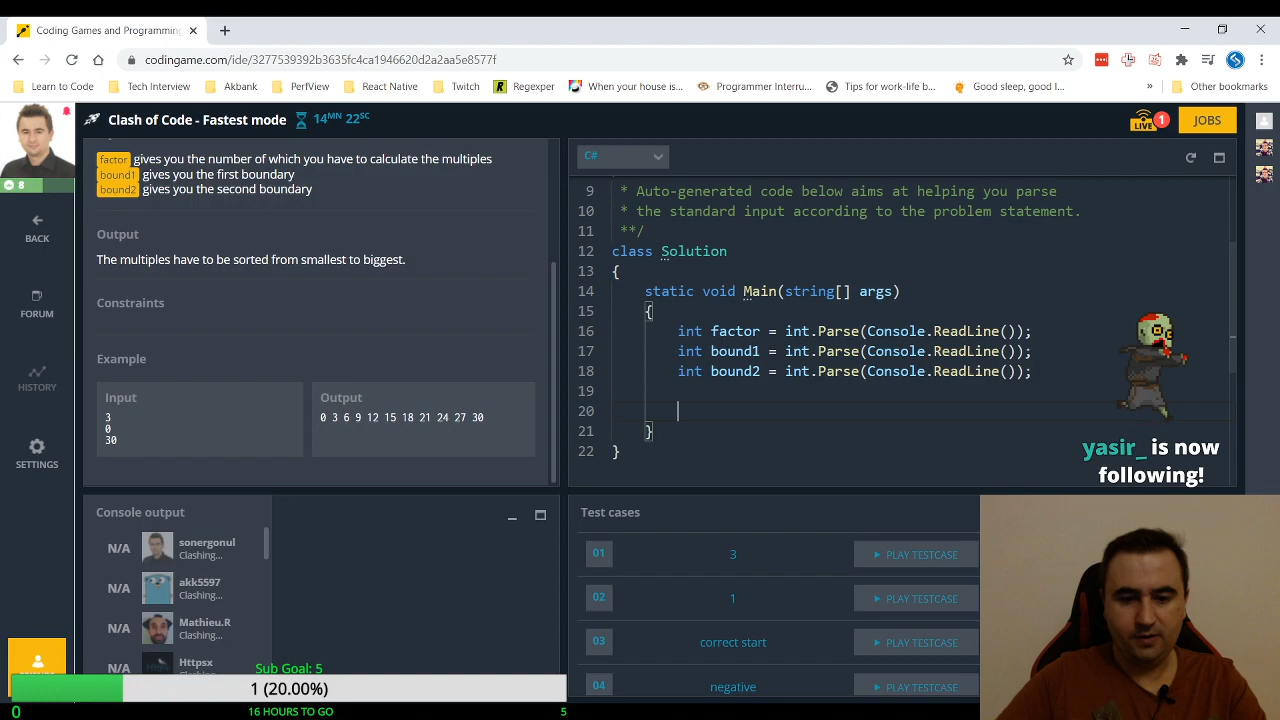 Coding Games and Programming
codingame.com/ide/3277539392b3635fc4ca1946620d2a2aa5e8577f
Learn to Code
Tech Interview
Akbank
PerfView
React Native
Twitch
Regexper
When your house is...
Programmer Interru...
Tips for work-life b...
Good sleep, good l...
»
Other bookmarks
8
BACK
FORUM
HISTORY
SETTINGS
Clash of Code - Fastest mode
14MN 22SC
LIVE
1
JOBS
factor gives you the number of which you have to calculate the multiples
bound1 gives you the first boundary
bound2 gives you the second boundary
Output
The multiples have to be sorted from smallest to biggest.
Constraints
Example
Input
3
0
30
Output
0 3 6 9 12 15 18 21 24 27 30
C#
9 * Auto-generated code below aims at helping you parse
10 * the standard input according to the problem statement.
11 **/
12 class Solution
13 {
14 static void Main(string[] args)
15 {
16 int factor = int.Parse(Console.ReadLine());
17 int bound1 = int.Parse(Console.ReadLine());
18 int bound2 = int.Parse(Console.ReadLine());
19
20
21 }
22 }
yasir_ is now
following!
Console output
N/A sonergonul
Clashing...
N/A akk5597
Clashing...
N/A Mathieu.R
Clashing...
N/A Httpsx
Clashing...
Test cases
01 3 PLAY TESTCASE
02 1 PLAY TESTCASE
03 correct start PLAY TESTCASE
04 negative PLAY TESTCASE
Sub Goal: 5
1 (20.00%)
0 16 HOURS TO GO 5